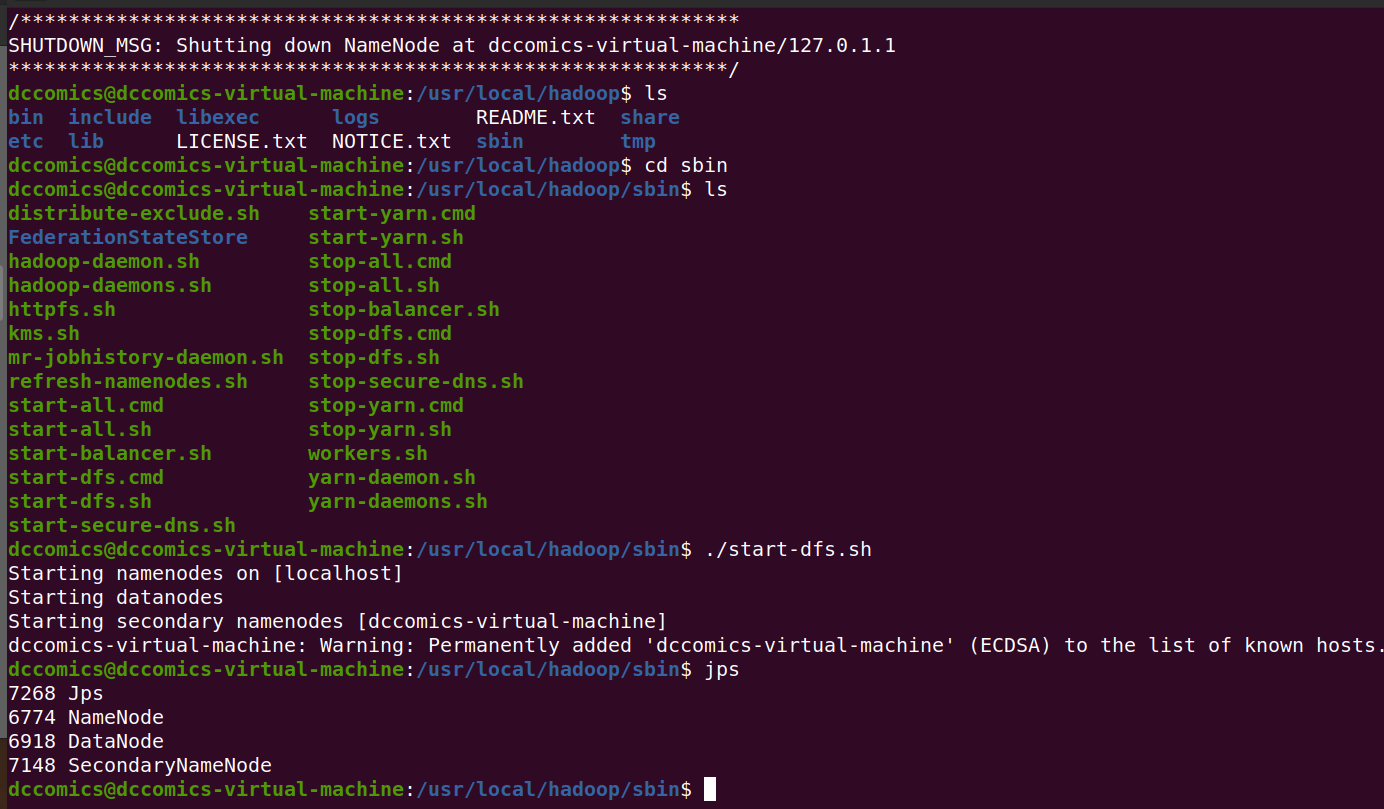 /************************************************************
SHUTDOWN_MSG: Shutting down NameNode at dccomics-virtual-machine/127.0.1.1
************************************************************/
dccomics@dccomics-virtual-machine:/usr/local/hadoop$ ls
bin  include  libexec      logs        README.txt  share
etc  lib      LICENSE.txt  NOTICE.txt  sbin        tmp
dccomics@dccomics-virtual-machine:/usr/local/hadoop$ cd sbin
dccomics@dccomics-virtual-machine:/usr/local/hadoop/sbin$ ls
distribute-exclude.sh    start-yarn.cmd
FederationStateStore     start-yarn.sh
hadoop-daemon.sh         stop-all.cmd
hadoop-daemons.sh        stop-all.sh
httpfs.sh                stop-balancer.sh
kms.sh                   stop-dfs.cmd
mr-jobhistory-daemon.sh  stop-dfs.sh
refresh-namenodes.sh     stop-secure-dns.sh
start-all.cmd            stop-yarn.cmd
start-all.sh             stop-yarn.sh
start-balancer.sh        workers.sh
start-dfs.cmd            yarn-daemon.sh
start-dfs.sh             yarn-daemons.sh
start-secure-dns.sh
dccomics@dccomics-virtual-machine:/usr/local/hadoop/sbin$ ./start-dfs.sh
Starting namenodes on [localhost]
Starting datanodes
Starting secondary namenodes [dccomics-virtual-machine]
dccomics-virtual-machine: Warning: Permanently added 'dccomics-virtual-machine' (ECDSA) to the list of known hosts.
dccomics@dccomics-virtual-machine:/usr/local/hadoop/sbin$ jps
7268 Jps
6774 NameNode
6918 DataNode
7148 SecondaryNameNode
dccomics@dccomics-virtual-machine:/usr/local/hadoop/sbin$